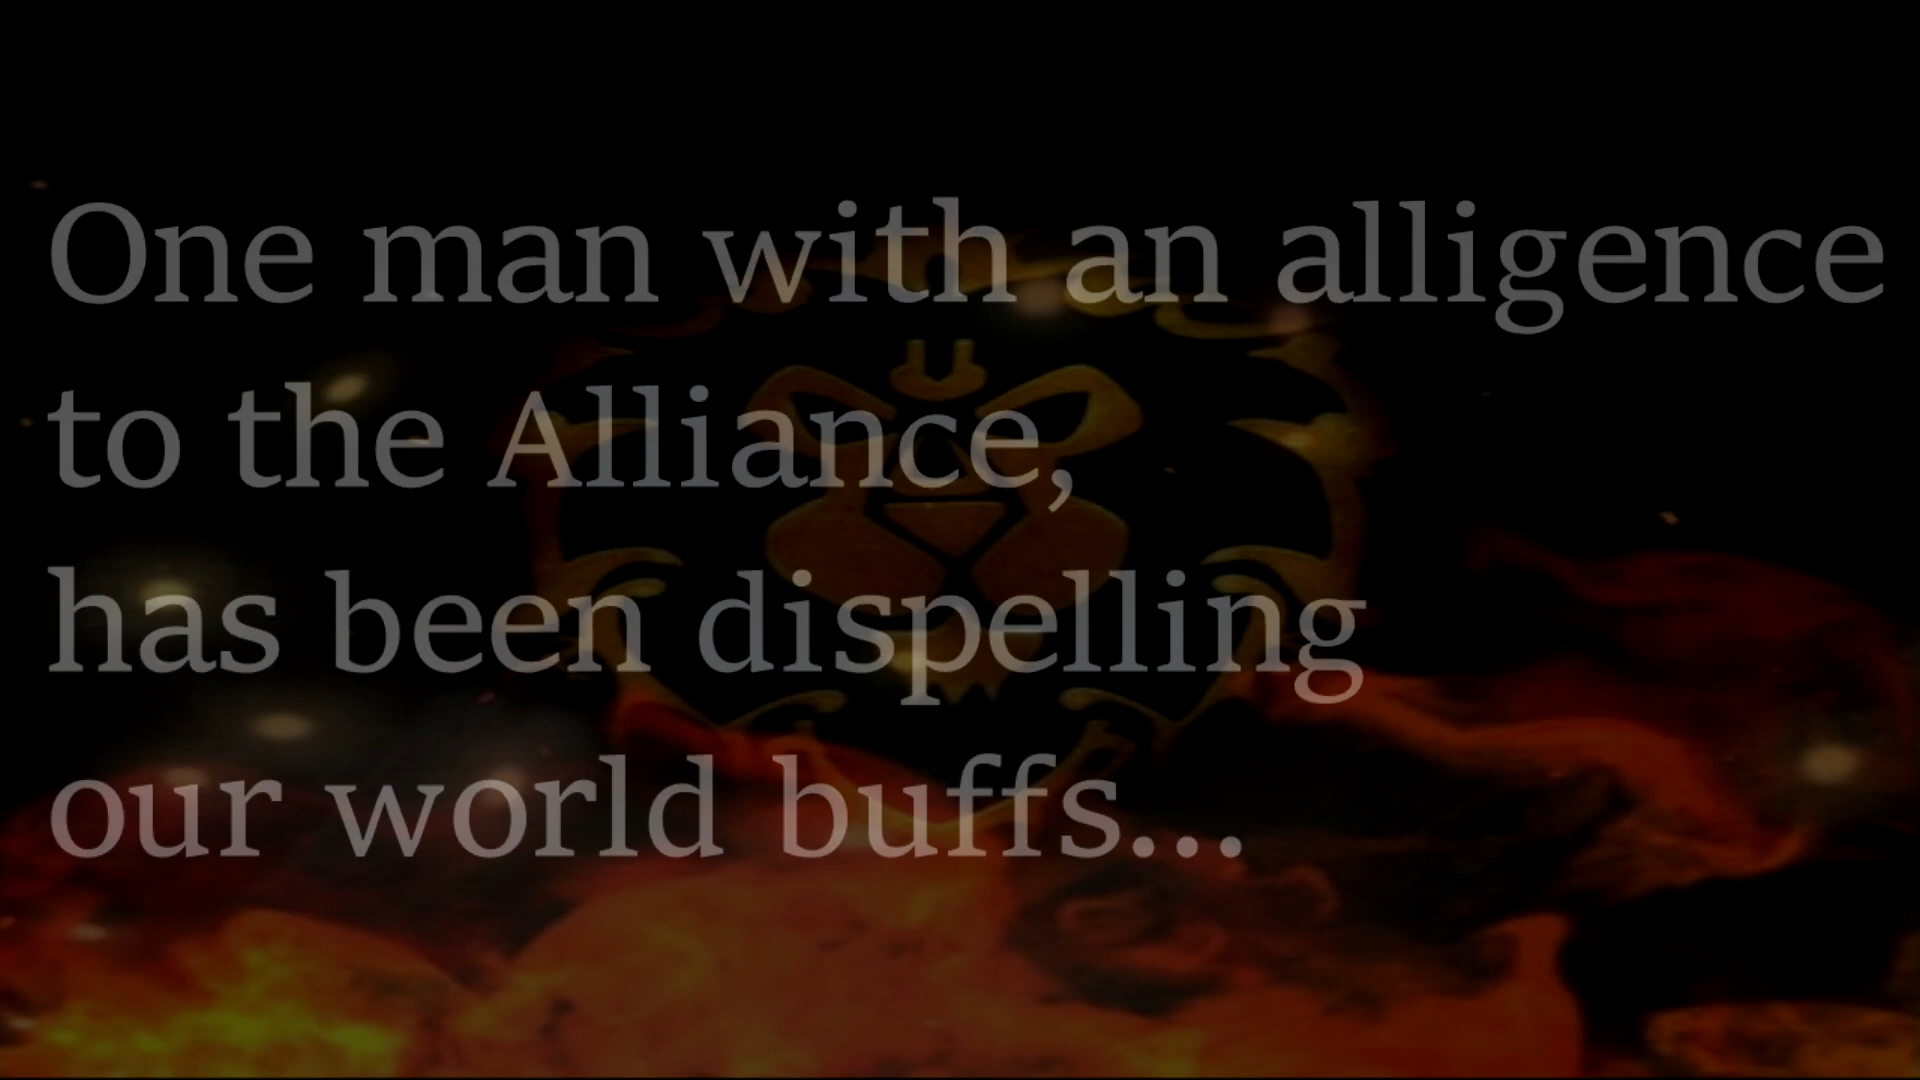 One man with an alligence
to the Alliance,
has been dispelling
our world buffs...